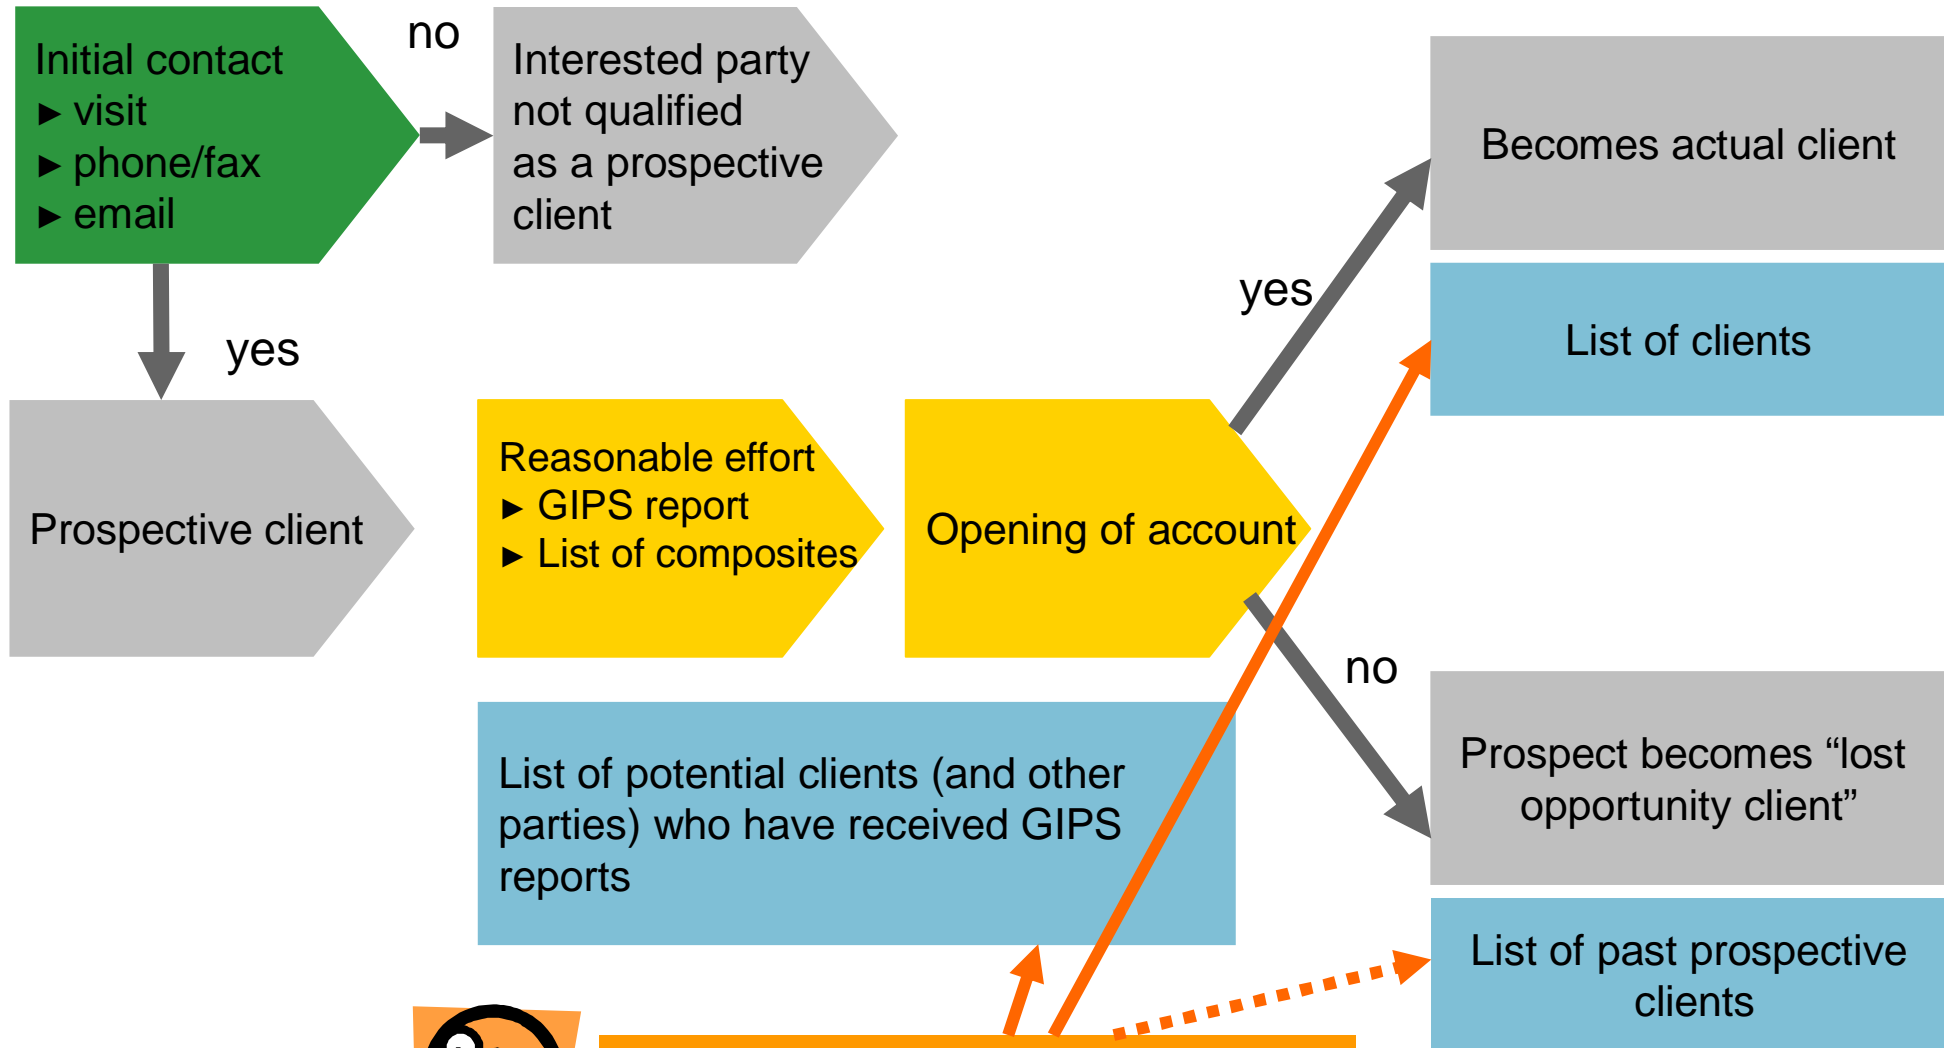 Initial contact
► visit
► phone/fax
► email
no
Interested party
not qualified
as a prospective
client
Becomes actual client
yes
List of clients
yes
Prospective client
Reasonable effort
► GIPS report
► List of composites
Opening of account
no
Prospect becomes “lost
opportunity client”
List of potential clients (and other
parties) who have received GIPS
reports
List of past prospective
clients